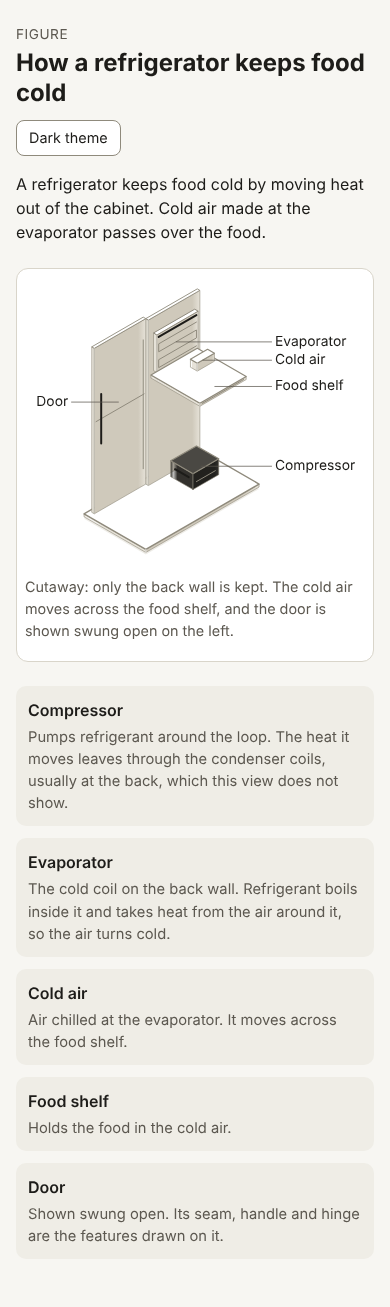 FIGURE
How a refrigerator keeps food
cold
Dark theme
A refrigerator keeps food cold by moving heat
out of the cabinet. Cold air made at the
evaporator passes over the food.
Evaporator
Cold air
Food shelf
Door
Compressor
Cutaway: only the back wall is kept. The cold air
moves across the food shelf, and the door is
shown swung open on the left.
Compressor
Pumps refrigerant around the loop. The heat it
moves leaves through the condenser coils,
usually at the back, which this view does not
show.
Evaporator
The cold coil on the back wall. Refrigerant boils
inside it and takes heat from the air around it,
so the air turns cold.
Cold air
Air chilled at the evaporator. It moves across
the food shelf.
Food shelf
Holds the food in the cold air.
Door
Shown swung open. Its seam, handle and hinge
are the features drawn on it.